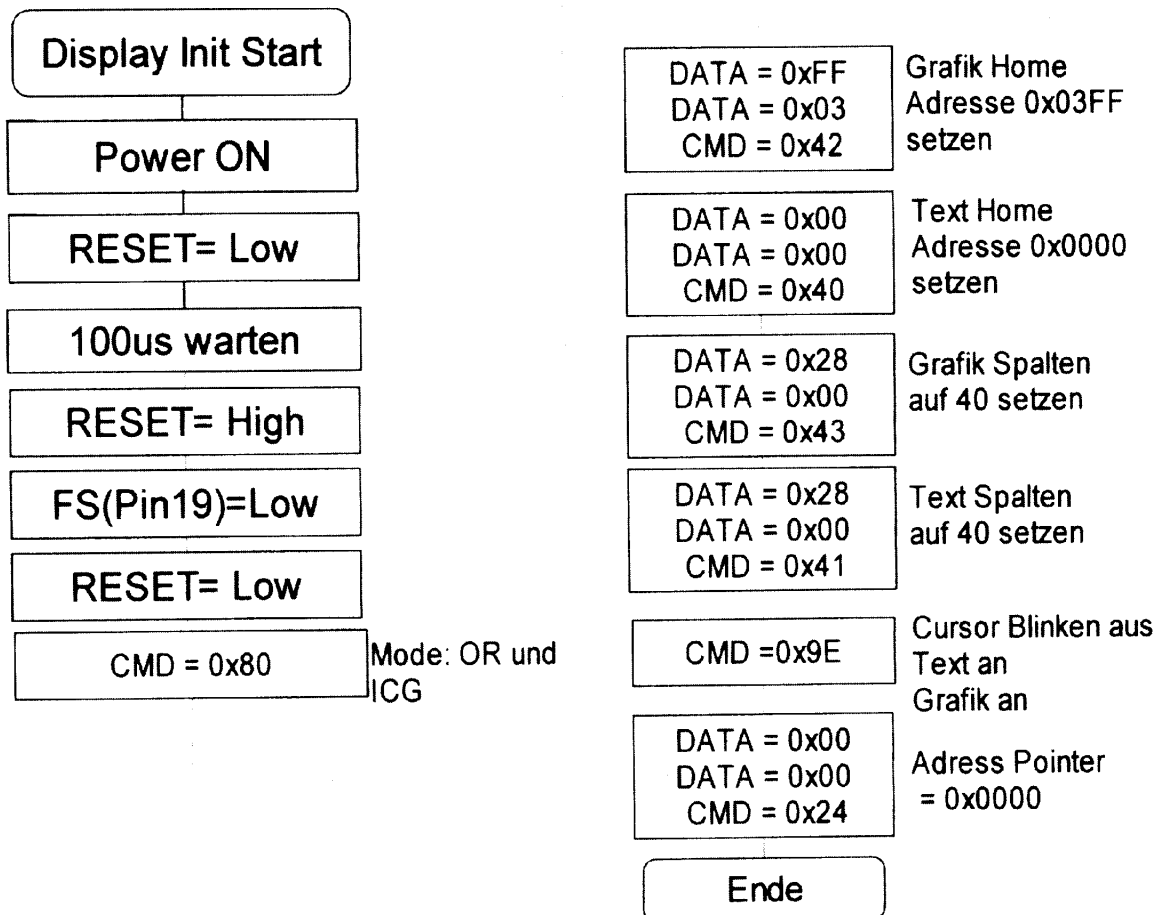 Display Init Start
Power ON
RESET= Low
100us warten
RESET= High
FS(Pin19)=Low
RESET= Low
CMD = 0x80
Mode: OR und
ICG
DATA = 0xFF
DATA = 0x03
CMD = 0x42
Grafik Home
Adresse 0x03FF
setzen
DATA = 0x00
DATA = 0x00
CMD = 0x40
Text Home
Adresse 0x0000
setzen
DATA = 0x28
DATA = 0x00
CMD = 0x43
Grafik Spalten
auf 40 setzen
DATA = 0x28
DATA = 0x00
CMD = 0x41
Text Spalten
auf 40 setzen
CMD =0x9E
Cursor Blinken aus
Text an
Grafik an
DATA = 0x00
DATA = 0x00
CMD = 0x24
Adress Pointer
= 0x0000
Ende